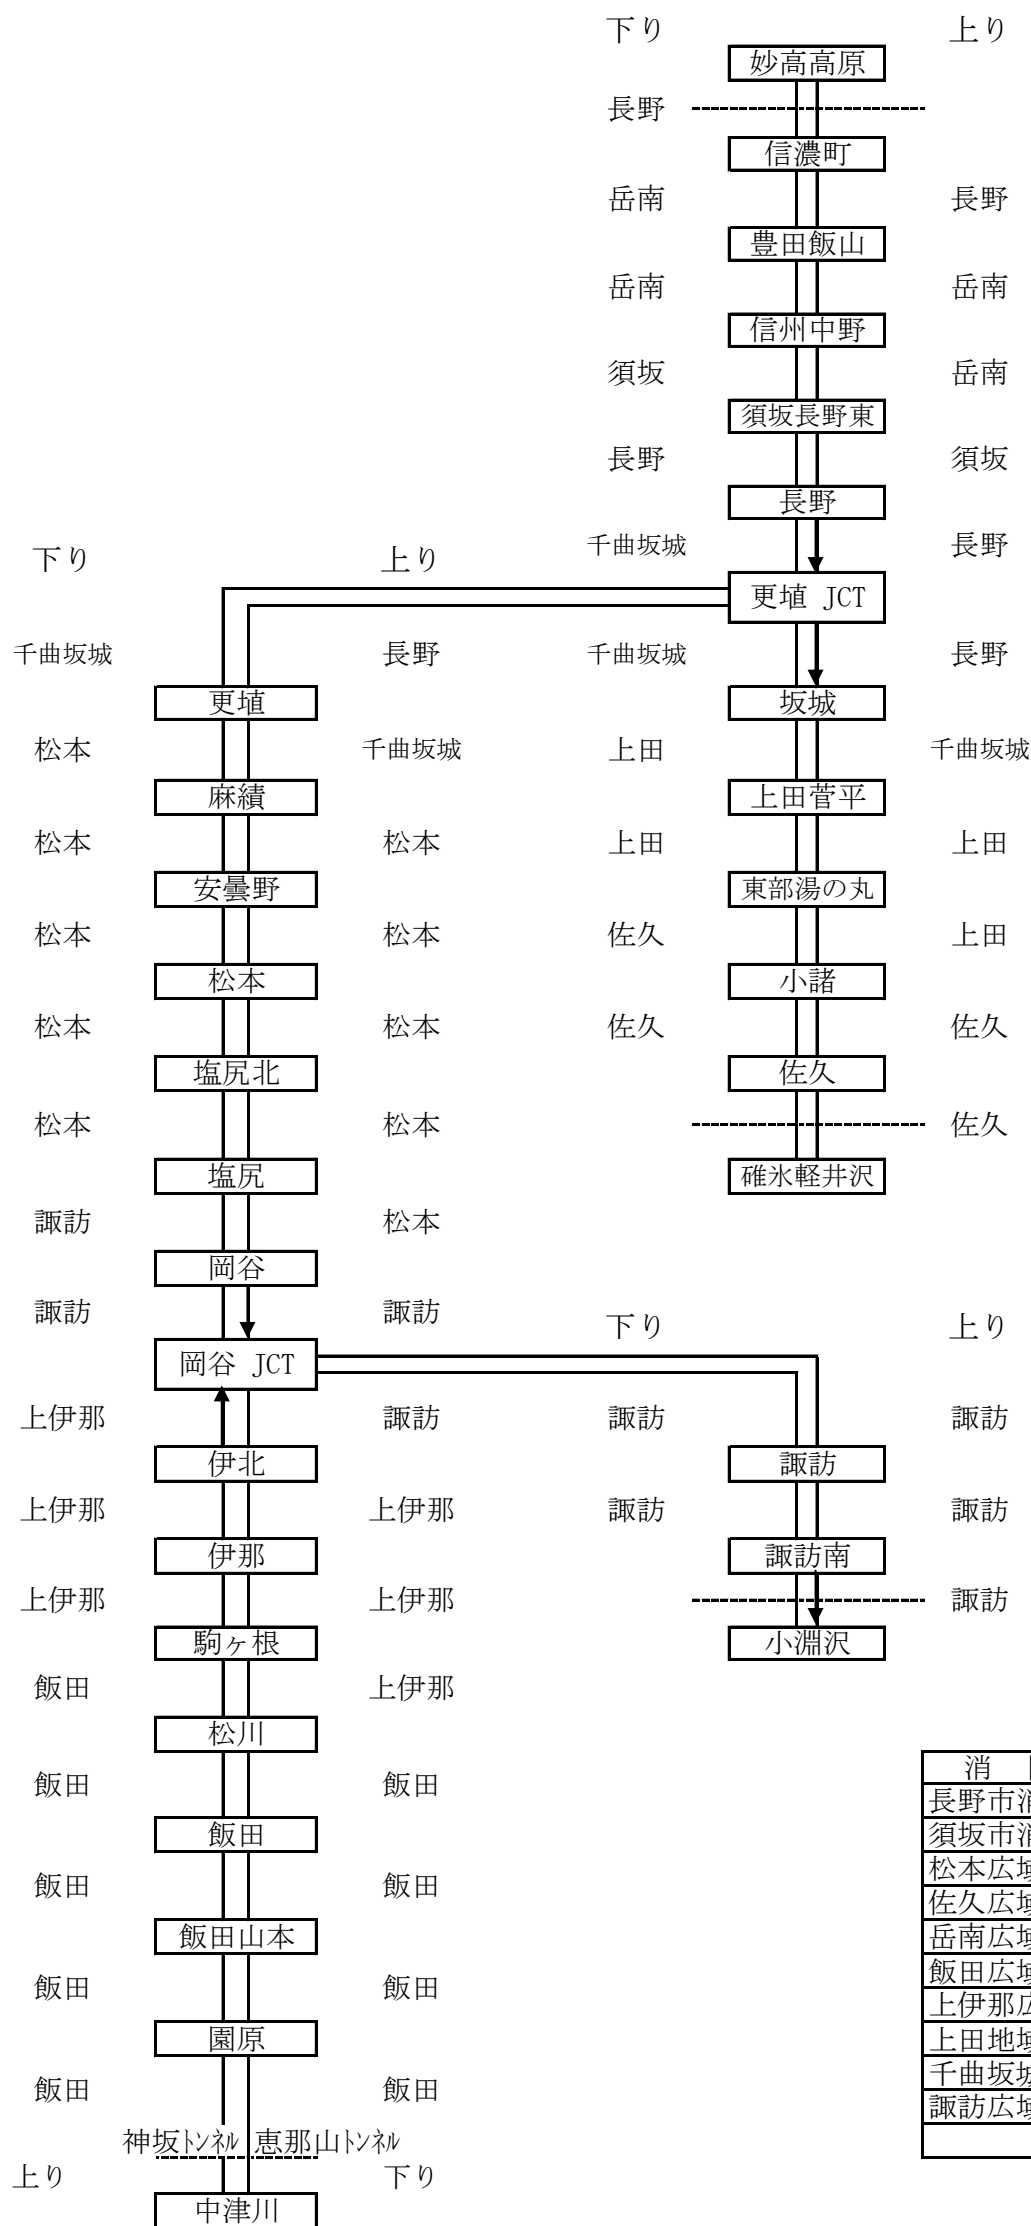 下り 上り
妙高高原
長野
信濃町
岳南 長野
豊田飯山
岳南 岳南
信州中野
須坂 岳南
須坂長野東
長野 須坂
長野
千曲坂城 長野
下り 上り
更埴 JCT
千曲坂城 長野 千曲坂城 長野
更埴 坂城
松本 千曲坂城 上田 千曲坂城
麻績 上田菅平
松本 松本 上田 上田
安曇野 東部湯の丸
松本 松本 佐久 上田
松本 小諸
松本 松本 佐久 佐久
塩尻北 佐久
松本 松本 佐久
塩尻 碓氷軽井沢
諏訪 松本
岡谷
諏訪 諏訪
下り 上り
岡谷 JCT
上伊那 諏訪 諏訪 諏訪
伊北 諏訪
上伊那 上伊那 諏訪 諏訪
伊那 諏訪南
上伊那 上伊那 諏訪
駒ヶ根 小淵沢
飯田 上伊那
松川
飯田 飯田
飯田
飯田 飯田
飯田山本
飯田 飯田
園原
飯田 飯田
神坂ﾄﾝﾈﾙ 恵那山ﾄﾝﾈﾙ
上り 下り
中津川
消
長野市消
須坂市消
松本広域
佐久広域
岳南広域
飯田広域
上伊那広
上田地域
千曲坂城
諏訪広域